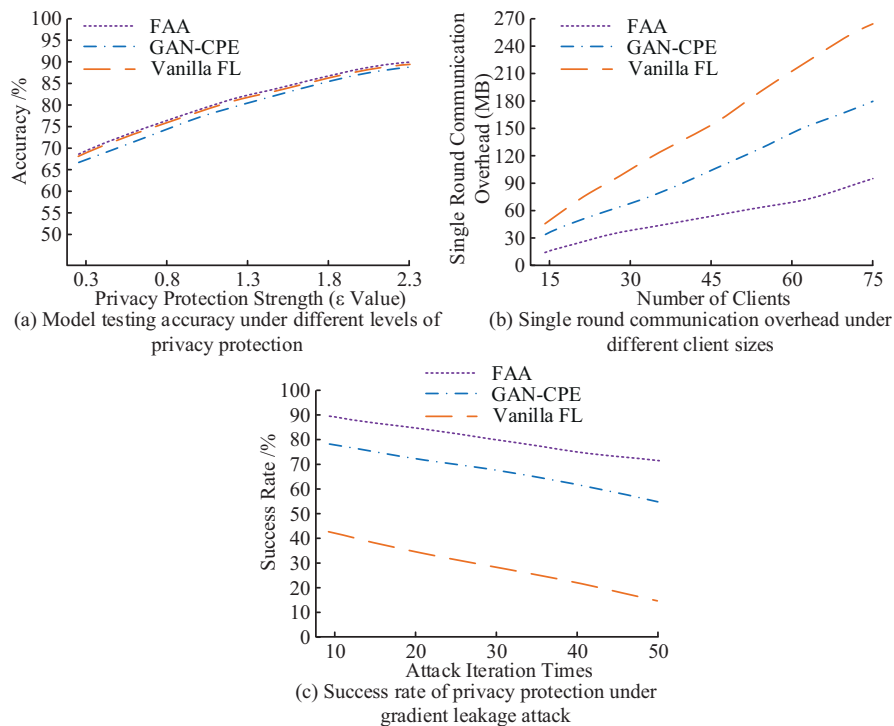 100
95
90
85
80
75
70
65
60
55
50
Accuracy /%
FAA
GAN-CPE
Vanilla FL
0.3 0.8 1.3 1.8 2.3
Privacy Protection Strength (ε Value)
(a) Model testing accuracy under different levels of
privacy protection
270
240
210
180
150
120
90
60
30
0
Single Round Communication
Overhead (MB)
FAA
GAN-CPE
Vanilla FL
15 30 45 60 75
Number of Clients
(b) Single round communication overhead under
different client sizes
FAA
GAN-CPE
Vanilla FL
100
90
80
70
60
50
40
30
20
10
0
Success Rate /%
10 20 30 40 50
Attack Iteration Times
(c) Success rate of privacy protection under
gradient leakage attack